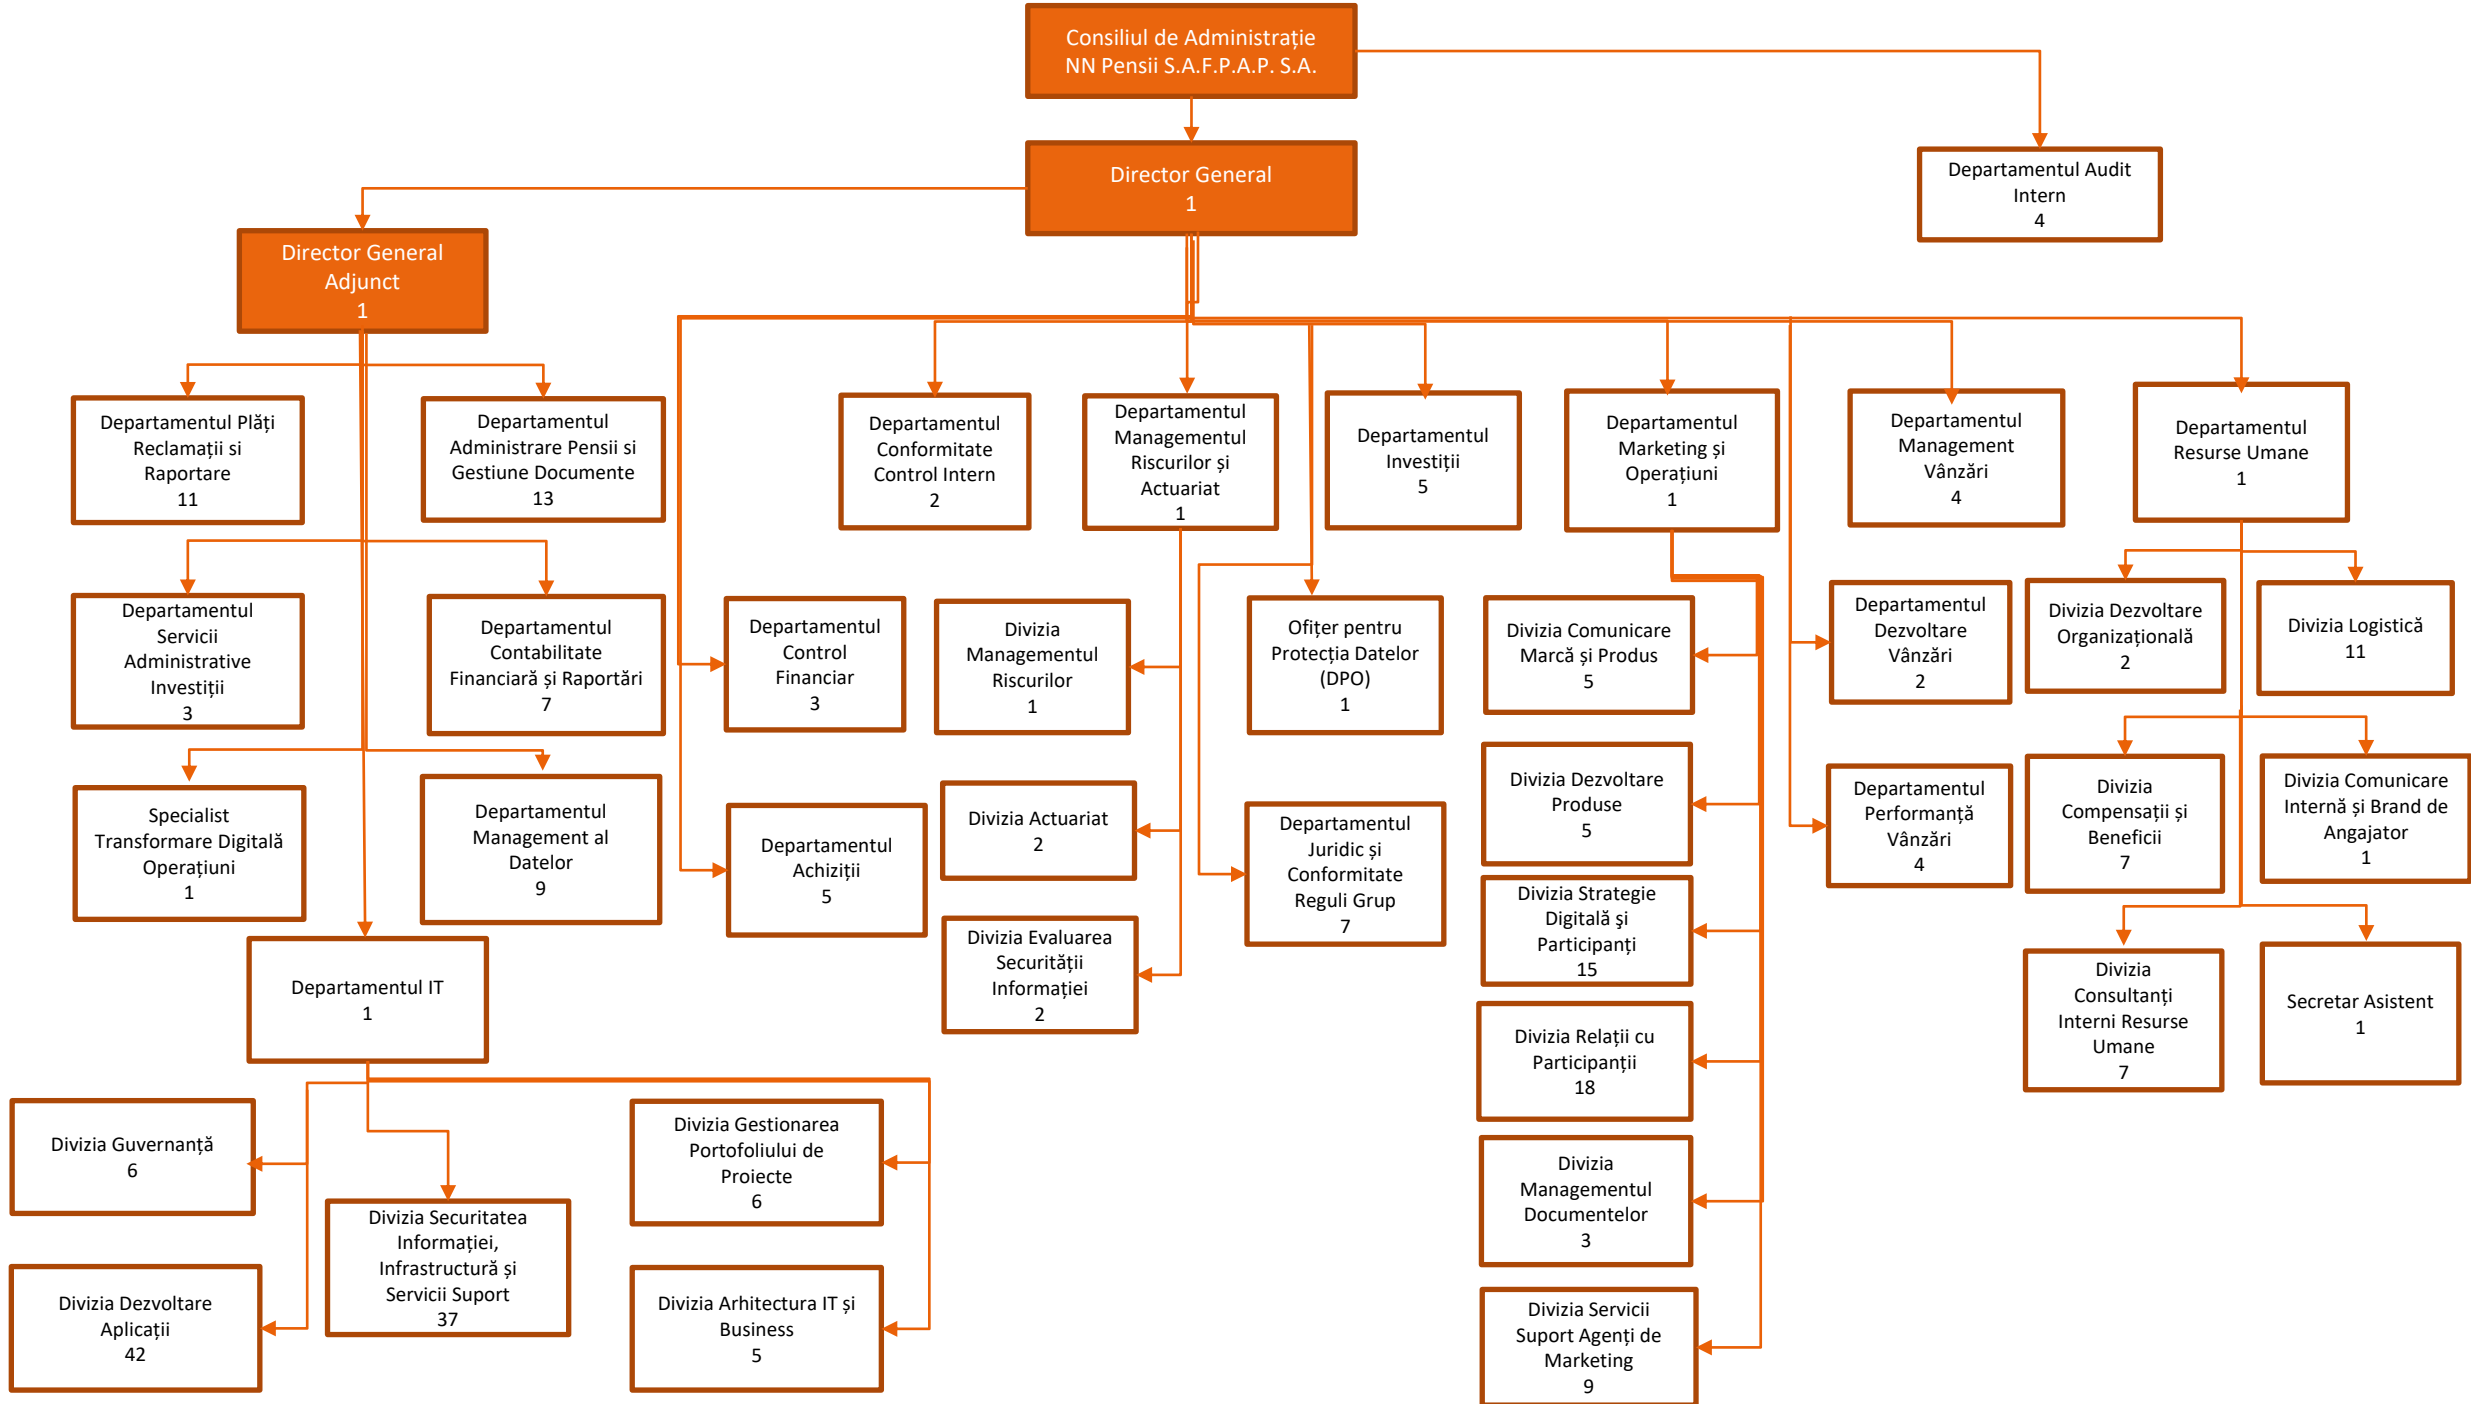 Consiliul de Administrație
NN Pensii S.A.F.P.A.P. S.A.
Director General
1
Departamentul Audit
Intern
4
Director General
Adjunct
1
Departamentul Plăți
Reclamații si
Raportare
11
Departamentul
Administrare Pensii si
Gestiune Documente
13
Departamentul
Conformitate
Control Intern
2
Departamentul
Managementul
Riscurilor și
Actuariat
1
Departamentul
Investiții
5
Departamentul
Marketing și
Operațiuni
1
Departamentul
Management
Vânzări
4
Departamentul
Resurse Umane
1
Departamentul
Servicii
Administrative
Investiții
3
Departamentul
Contabilitate
Financiară și Raportări
7
Departamentul
Control
Financiar
3
Divizia
Managementul
Riscurilor
1
Ofițer pentru
Protecția Datelor
(DPO)
1
Divizia Comunicare
Marcă și Produs
5
Departamentul
Dezvoltare
Vânzări
2
Divizia Dezvoltare
Organizațională
2
Divizia Logistică
11
Specialist
Transformare Digitală
Operațiuni
1
Departamentul
Management al
Datelor
9
Departamentul
Achiziții
5
Divizia Actuariat
2
Departamentul
Juridic și
Conformitate
Reguli Grup
7
Divizia Dezvoltare
Produse
5
Departamentul
Performanță
Vânzări
4
Divizia
Compensații și
Beneficii
7
Divizia Comunicare
Internă și Brand de
Angajator
1
Departamentul IT
1
Divizia Evaluarea
Securității
Informației
2
Divizia Strategie
Digitală şi
Participanți
15
Divizia
Consultanți
Interni Resurse
Umane
7
Secretar Asistent
1
Divizia Relații cu
Participanții
18
Divizia Guvernanță
6
Divizia Securitatea
Informației,
Infrastructură și
Servicii Suport
37
Divizia Gestionarea
Portofoliului de
Proiecte
6
Divizia
Managementul
Documentelor
3
Divizia Dezvoltare
Aplicații
42
Divizia Arhitectura IT și
Business
5
Divizia Servicii
Suport Agenți de
Marketing
9